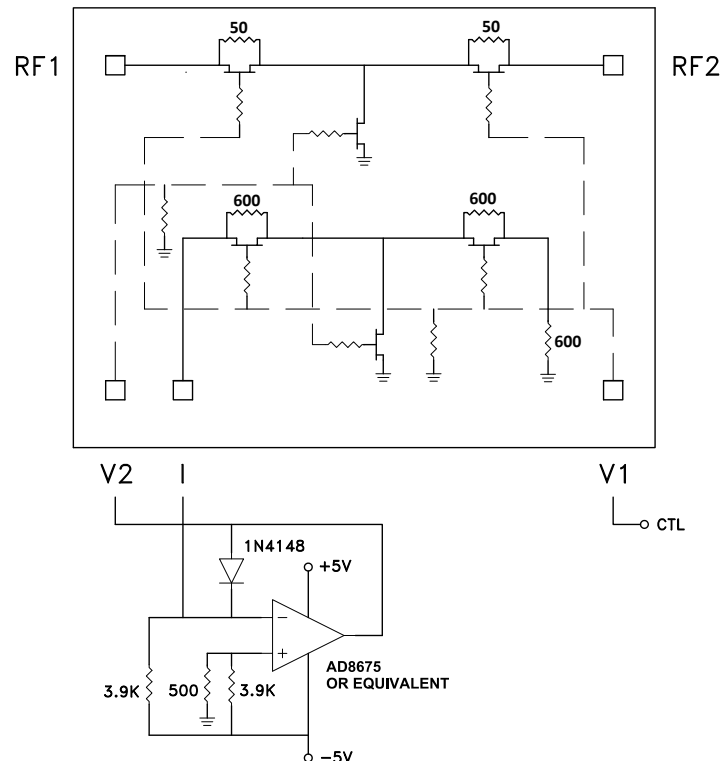 50 50
RF1 RF2
600 600
600
V2 I V1
CTL
1N4148
+5V
−
+
AD8675
OR EQUIVALENT
3.9K 500 3.9K
−5V